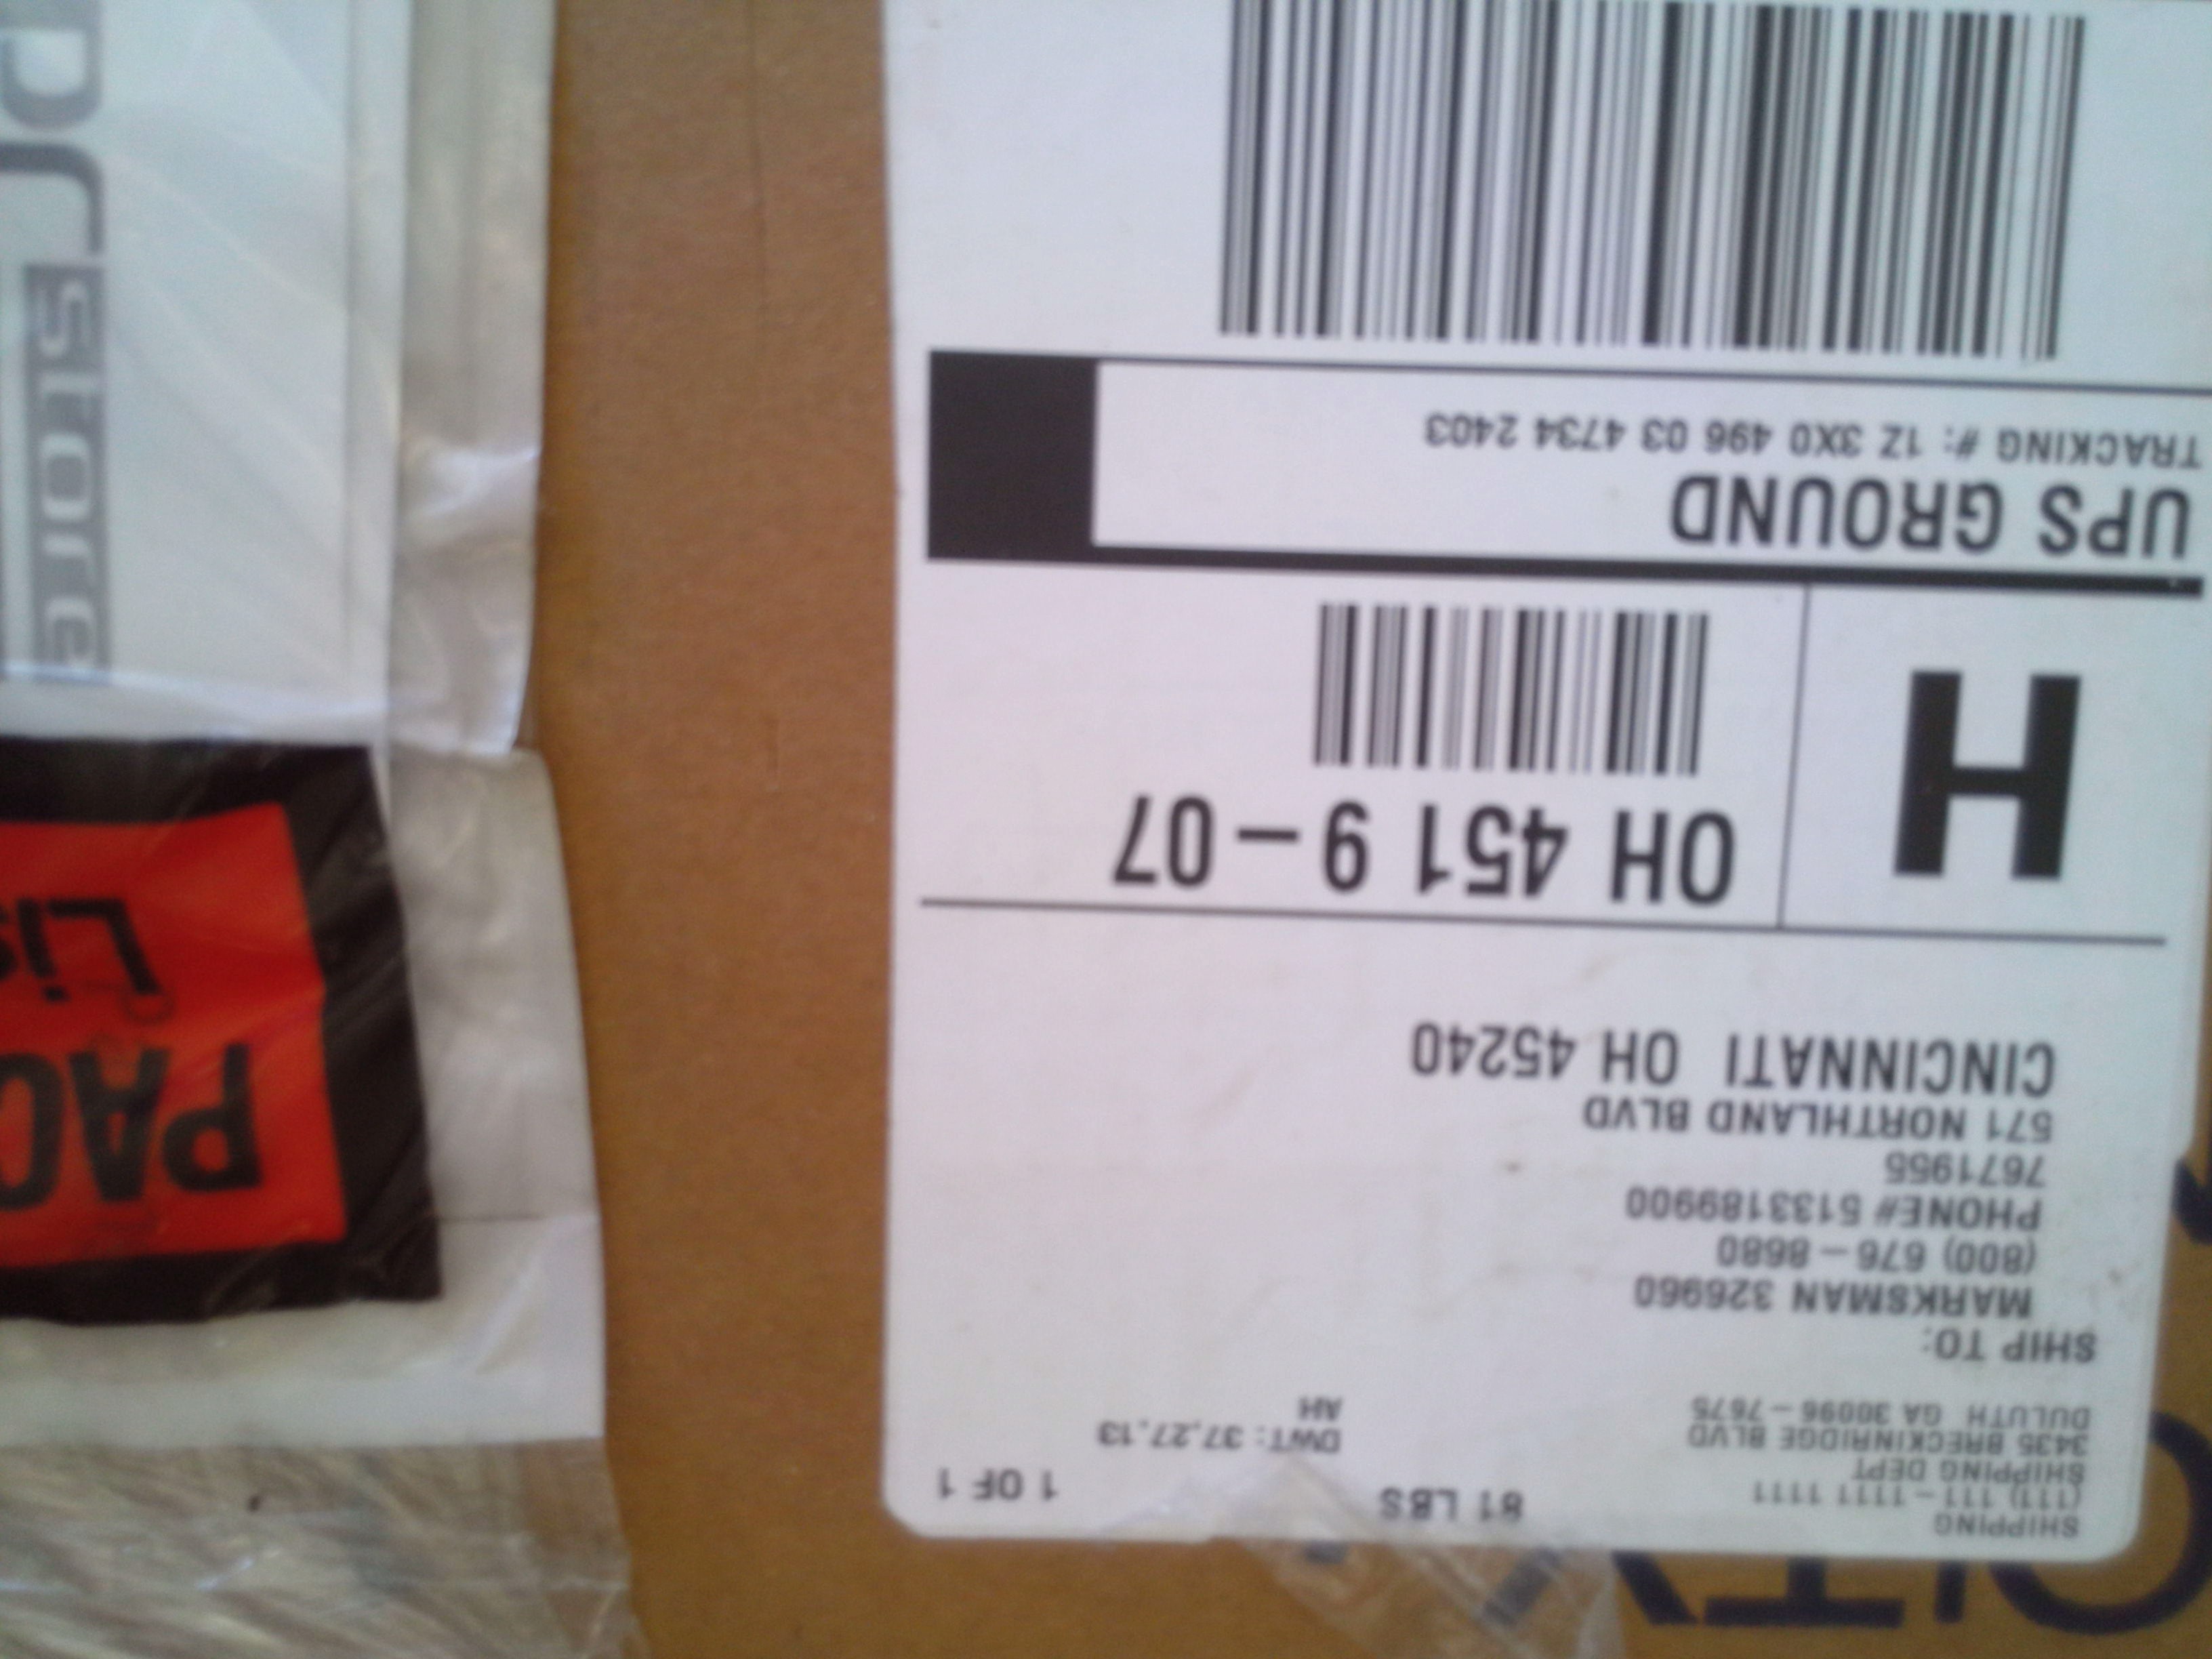 SHIPPING
(111) 111-1111 1111
SHIPPING DEPT
3435 BRECKINRIDGE BLVD
DULUTH GA 30096-7675
81 LBS
1 OF 1
DWT: 37,27,13
AH
SHIP TO:
MARKSMAN 326960
(800) 676-8680
PHONE# 5133189900
7671955
571 NORTHLAND BLVD
CINCINNATI OH 45240
H
OH 451 9-07
UPS GROUND
TRACKING #: 1Z 3X0 496 03 4734 2403
store